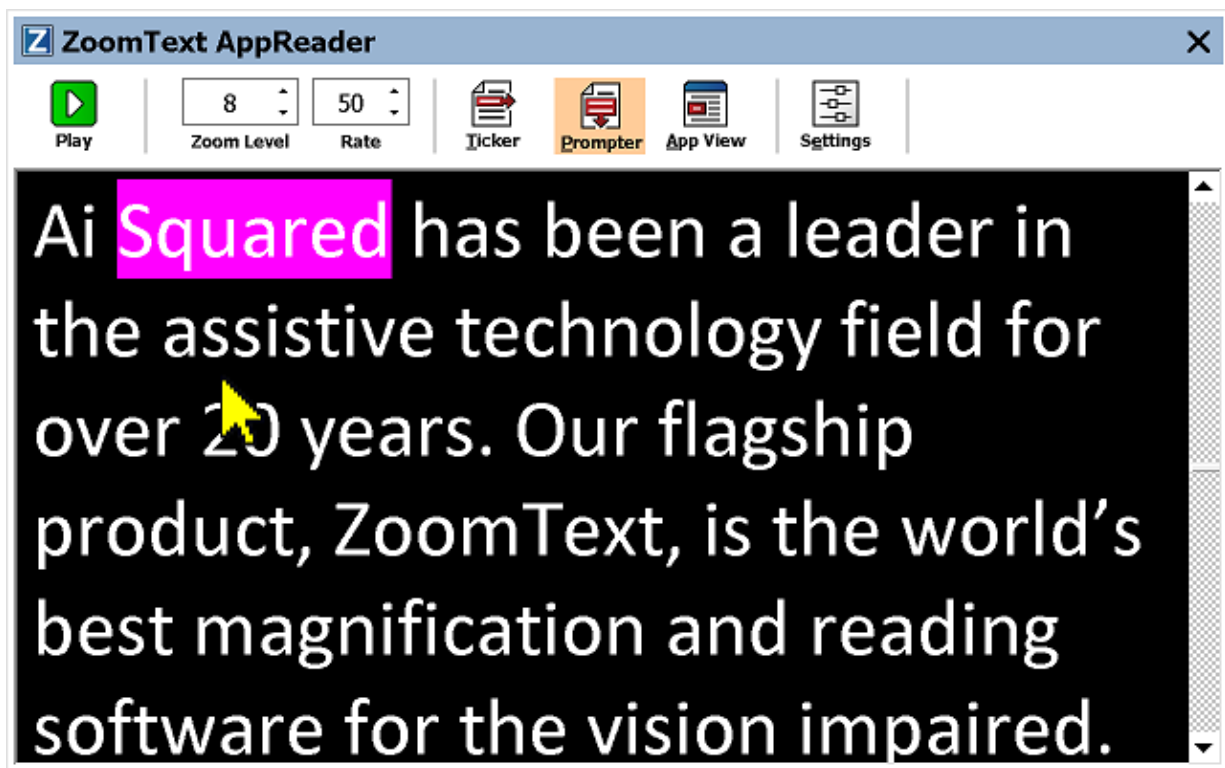 ZoomText AppReader
Play
8
Zoom Level
50
Rate
Ticker
Prompter
App View
Settings
Ai Squared has been a leader in
the assistive technology field for
over 20 years. Our flagship
product, ZoomText, is the world’s
best magnification and reading
software for the vision impaired.